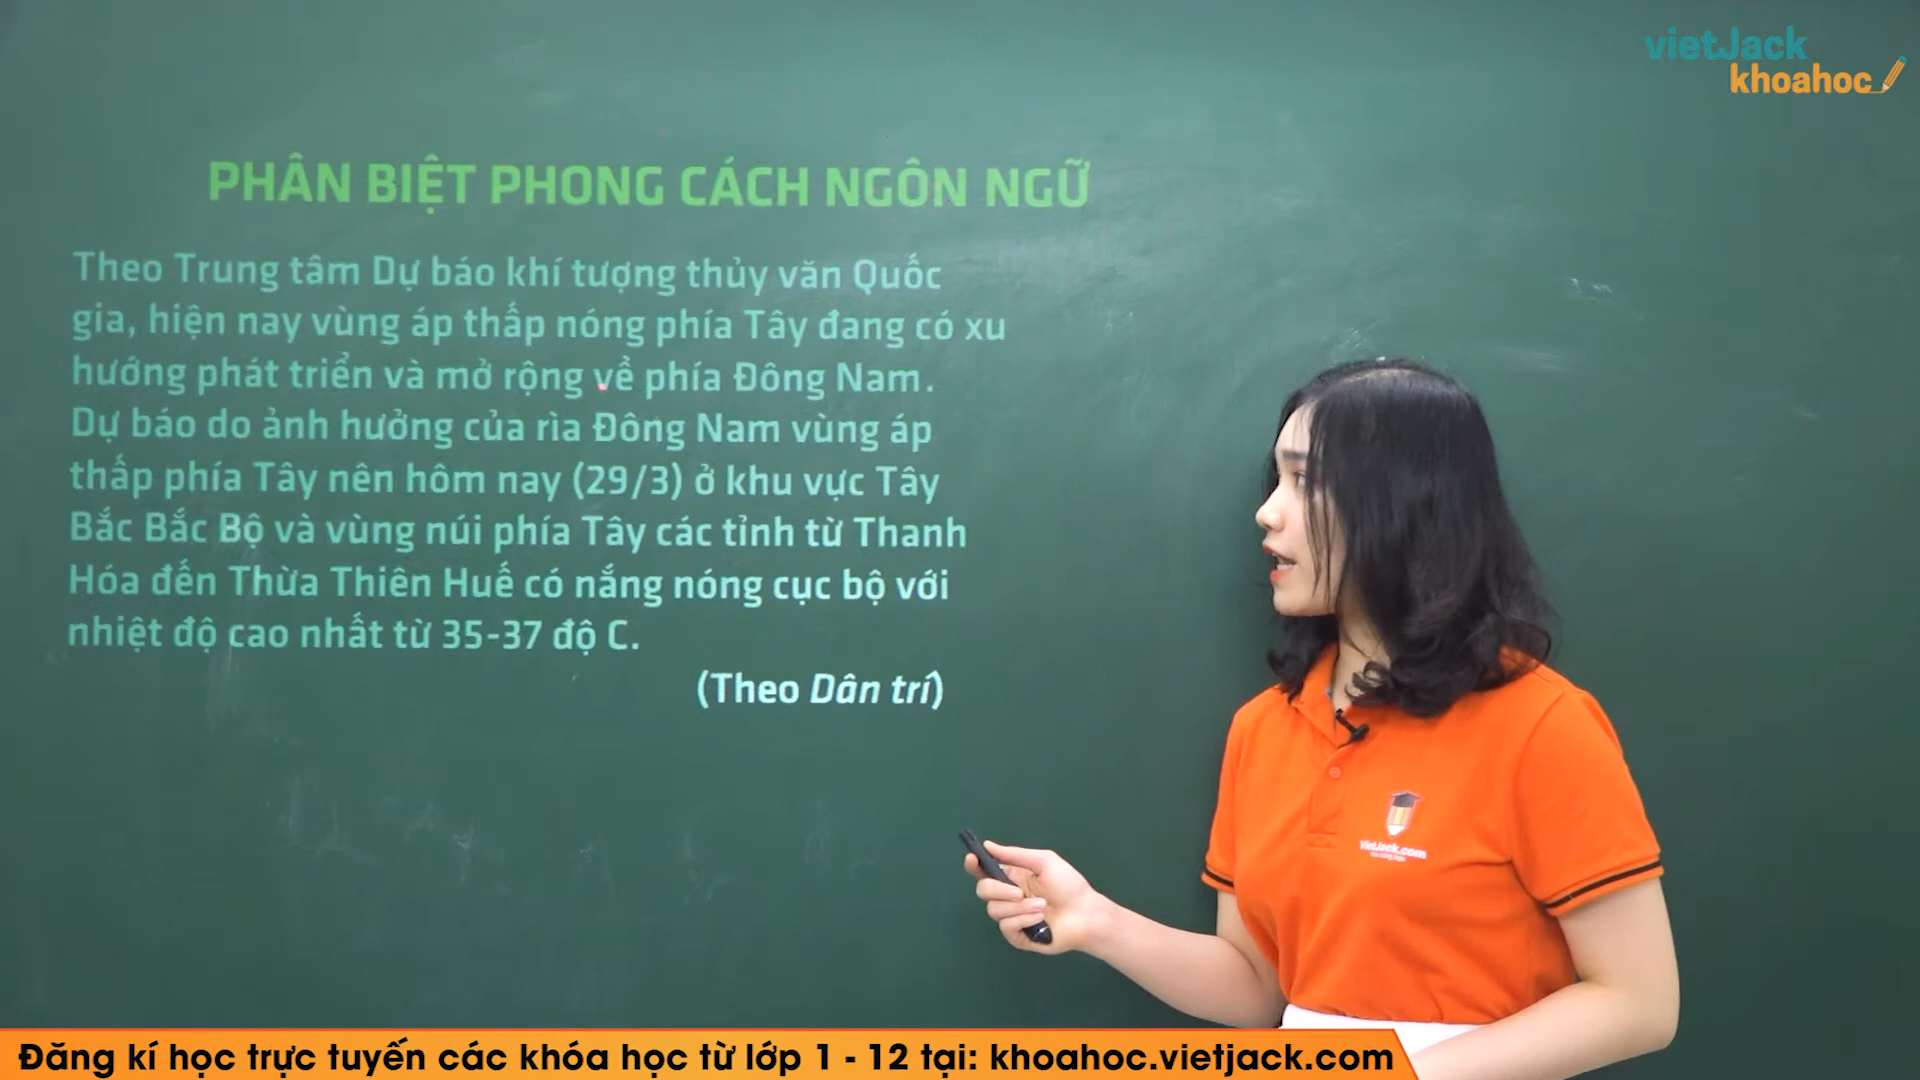 vietJack
khoahoc
PHÂN BIỆT PHONG CÁCH NGÔN NGỮ
Theo Trung tâm Dự báo khí tượng thủy văn Quốc
gia, hiện nay vùng áp thấp nóng phía Tây đang có xu
hướng phát triển và mở rộng về phía Đông Nam.
Dự báo do ảnh hưởng của rìa Đông Nam vùng áp
thấp phía Tây nên hôm nay (29/3) ở khu vực Tây
Bắc Bắc Bộ và vùng núi phía Tây các tỉnh từ Thanh
Hóa đến Thừa Thiên Huế có nắng nóng cục bộ với
nhiệt độ cao nhất từ 35-37 độ C.
(Theo Dân trí)
VietJack.com
Đăng kí học trực tuyến các khóa học từ lớp 1 - 12 tại: khoahoc.vietjack.com